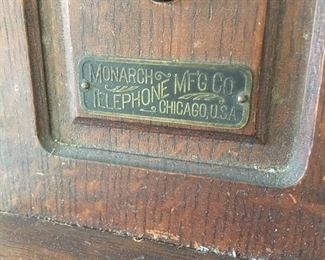 MONARCH MFG CO
TELEPHONE CHICAGO, U.S.A.